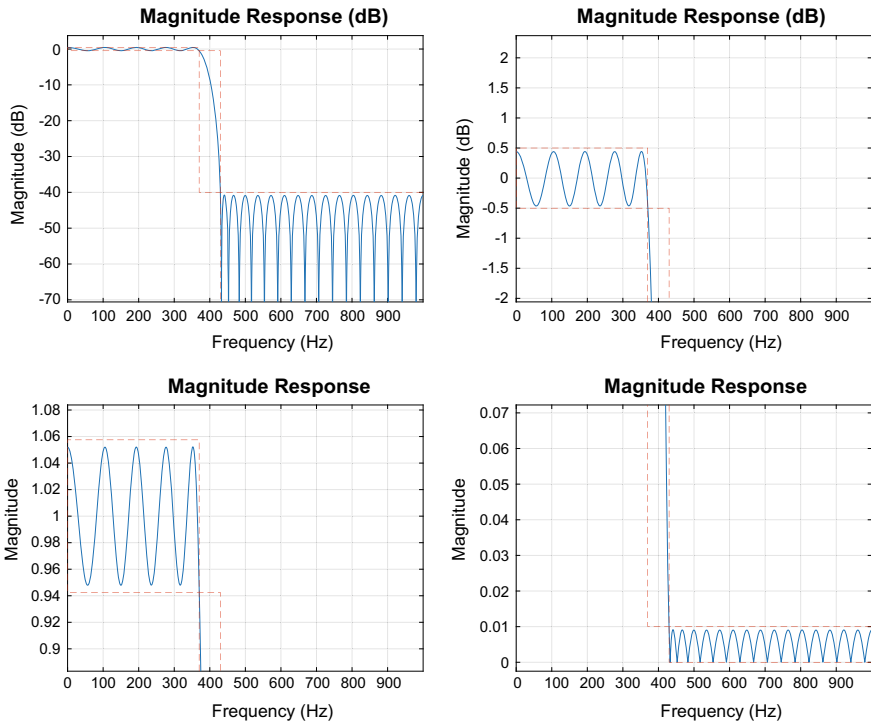 Magnitude Response (dB)
Magnitude (dB)
0
-10
-20
-30
-40
-50
-60
-70
0 100 200 300 400 500 600 700 800 900
Frequency (Hz)
Magnitude Response (dB)
Magnitude (dB)
2
1.5
1
0.5
0
-0.5
-1
-1.5
-2
0 100 200 300 400 500 600 700 800 900
Frequency (Hz)
Magnitude Response
Magnitude
1.08
1.06
1.04
1.02
1
0.98
0.96
0.94
0.92
0.9
0 100 200 300 400 500 600 700 800 900
Frequency (Hz)
Magnitude Response
Magnitude
0.07
0.06
0.05
0.04
0.03
0.02
0.01
0
0 100 200 300 400 500 600 700 800 900
Frequency (Hz)